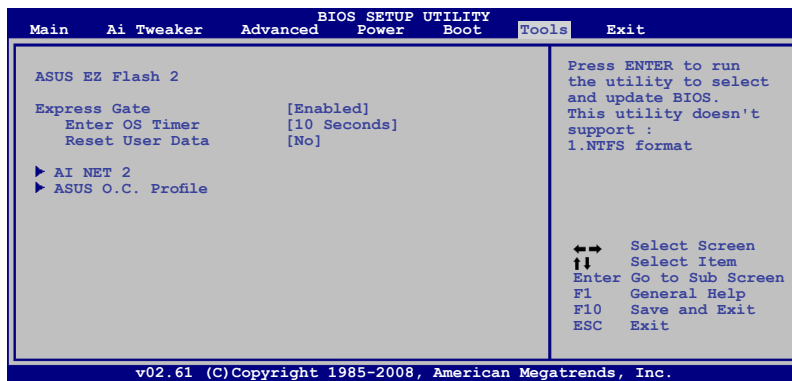 BIOS SETUP UTILITY
Main Ai Tweaker Advanced Power Boot Tools Exit
ASUS EZ Flash 2
Express Gate [Enabled]
Enter OS Timer [10 Seconds]
Reset User Data [No]
AI NET 2
ASUS O.C. Profile
Press ENTER to run
the utility to select
and update BIOS.
This utility doesn't
support :
1.NTFS format
Select Screen
Select Item
Enter Go to Sub Screen
F1 General Help
F10 Save and Exit
ESC Exit
v02.61 (C)Copyright 1985-2008, American Megatrends, Inc.